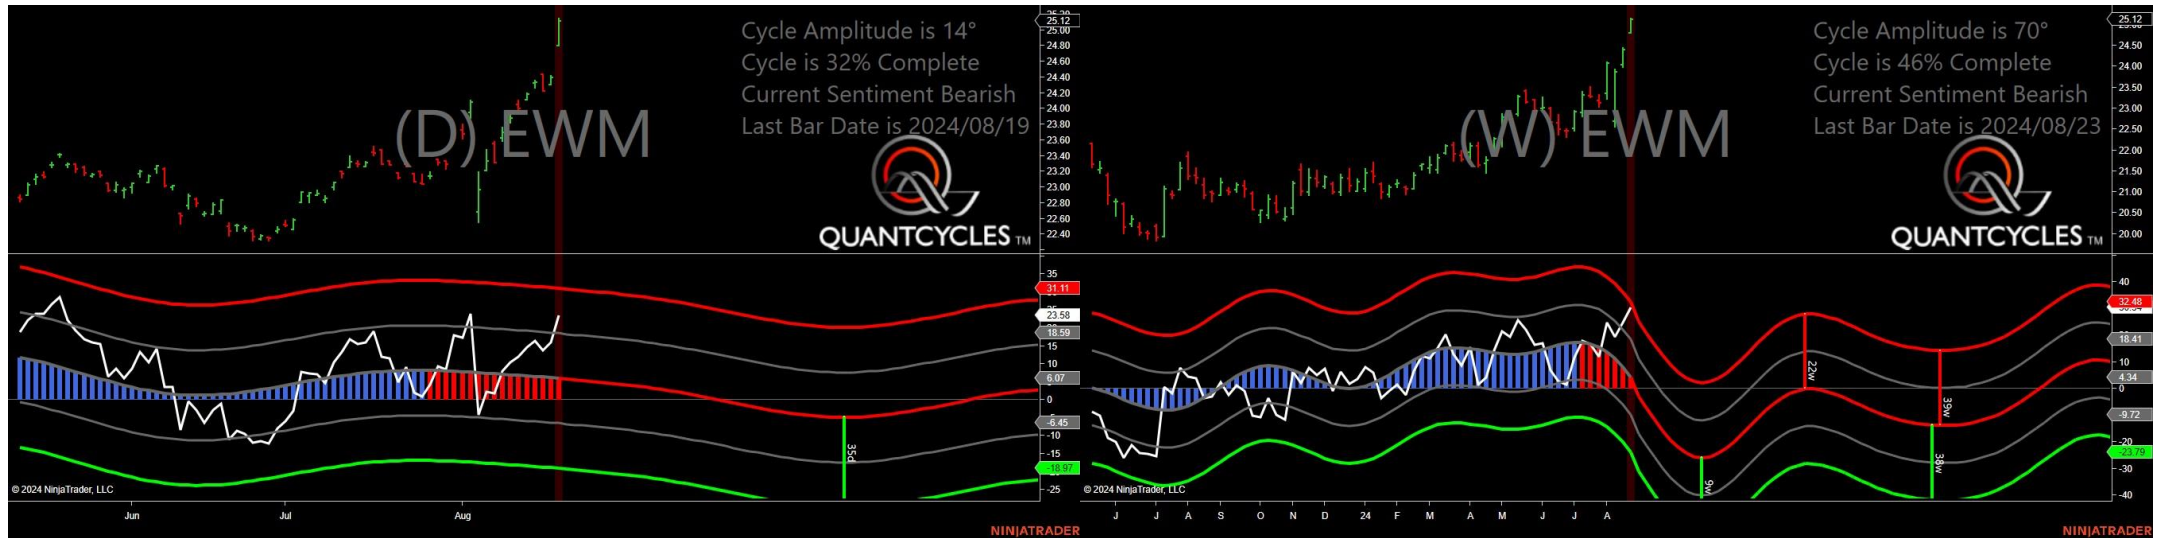 Cycle Amplitude is 14°
Cycle is 32% Complete
Current Sentiment Bearish
Last Bar Date is 2024/08/19
(D) EWM
QUANTCYCLES TM
25.12
25.00
24.80
24.60
24.40
24.20
24.00
23.80
23.60
23.40
23.20
23.00
22.80
22.60
22.40
35
31.11
23.58
18.59
15
10
6.07
0
-6.45
-10
-15
-18.97
-25
35d
© 2024 NinjaTrader, LLC
Jun
Jul
Aug
NINJATRADER
Cycle Amplitude is 70°
Cycle is 46% Complete
Current Sentiment Bearish
Last Bar Date is 2024/08/23
(W) EWM
QUANTCYCLES TM
25.12
24.50
24.00
23.50
23.00
22.50
22.00
21.50
21.00
20.50
20.00
40
32.48
18.41
10
4.34
0
-9.72
-20
-23.79
-30
-40
22w
39w
38w
9w
© 2024 NinjaTrader, LLC
J J A S O N D 24 F M A M J J A
NINJATRADER